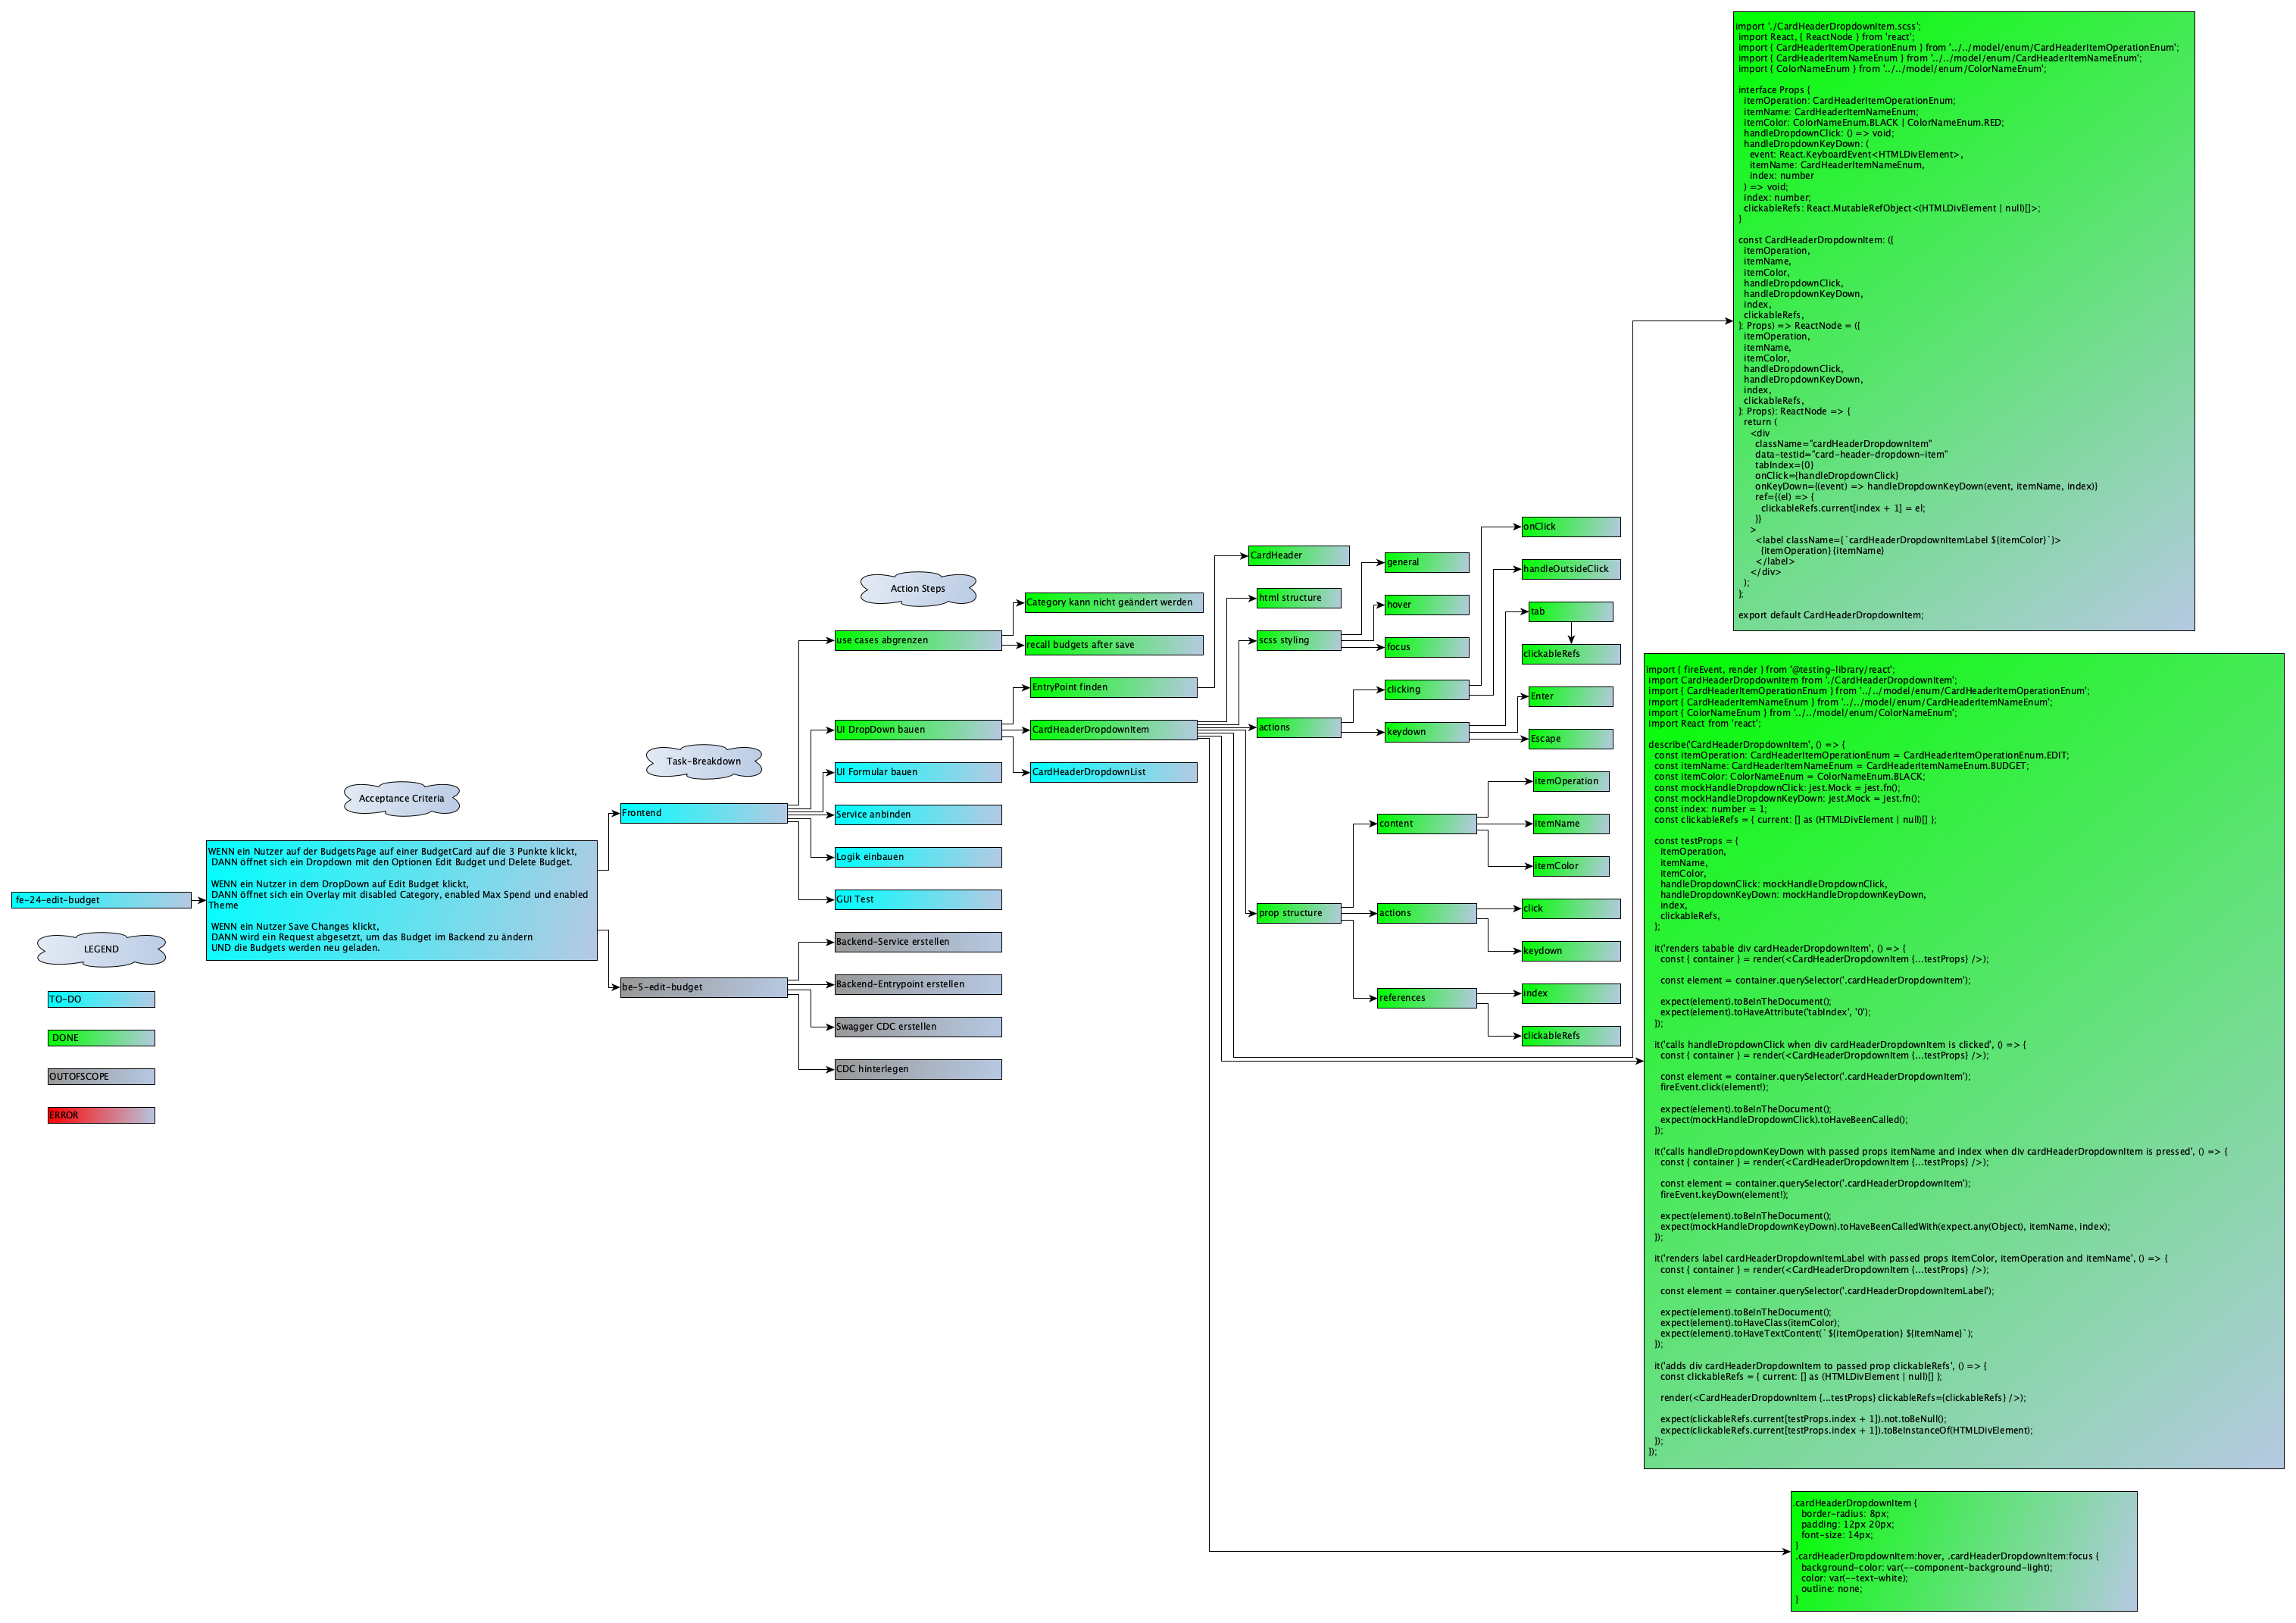 fe-24-edit-budget
LEGEND
TO-DO
DONE
OUTOFSCOPE
ERROR
Acceptance Criteria
WENN ein Nutzer auf der BudgetsPage auf einer BudgetCard auf die 3 Punkte klickt,
DANN öffnet sich ein Dropdown mit den Optionen Edit Budget und Delete Budget.
WENN ein Nutzer in dem DropDown auf Edit Budget klickt,
DANN öffnet sich ein Overlay mit disabled Category, enabled Max Spend und enabled
Theme
WENN ein Nutzer Save Changes klickt,
DANN wird ein Request abgesetzt, um das Budget im Backend zu ändern
UND die Budgets werden neu geladen.
Task-Breakdown
Frontend
be-5-edit-budget
Action Steps
use cases abgrenzen
UI DropDown bauen
UI Formular bauen
Service anbinden
Logik einbauen
GUI Test
Backend-Service erstellen
Backend-Entrypoint erstellen
Swagger CDC erstellen
CDC hinterlegen
Category kann nicht geändert werden
recall budgets after save
EntryPoint finden
CardHeaderDropdownItem
CardHeaderDropdownList
CardHeader
html structure
scss styling
actions
prop structure
general
hover
focus
clicking
keydown
content
actions
references
onClick
handleOutsideClick
tab
clickableRefs
Enter
Escape
itemOperation
itemName
itemColor
click
keydown
index
clickableRefs
import './CardHeaderDropdownItem.scss';
import React, { ReactNode } from 'react';
import { CardHeaderItemOperationEnum } from '../../model/enum/CardHeaderItemOperationEnum';
import { CardHeaderItemNameEnum } from '../../model/enum/CardHeaderItemNameEnum';
import { ColorNameEnum } from '../../model/enum/ColorNameEnum';
interface Props {
itemOperation: CardHeaderItemOperationEnum;
itemName: CardHeaderItemNameEnum;
itemColor: ColorNameEnum.BLACK | ColorNameEnum.RED;
handleDropdownClick: () => void;
handleDropdownKeyDown: (
event: React.KeyboardEvent<HTMLDivElement>,
itemName: CardHeaderItemNameEnum,
index: number
) => void;
index: number;
clickableRefs: React.MutableRefObject<(HTMLDivElement | null)[]>;
}
const CardHeaderDropdownItem: ({
itemOperation,
itemName,
itemColor,
handleDropdownClick,
handleDropdownKeyDown,
index,
clickableRefs,
}: Props) => ReactNode = ({
itemOperation,
itemName,
itemColor,
handleDropdownClick,
handleDropdownKeyDown,
index,
clickableRefs,
}: Props): ReactNode => {
return (
<div
className="cardHeaderDropdownItem"
data-testid="card-header-dropdown-item"
tabIndex={0}
onClick={handleDropdownClick}
onKeyDown={(event) => handleDropdownKeyDown(event, itemName, index)}
ref={(el) => {
clickableRefs.current[index + 1] = el;
}}
>
<label className={`cardHeaderDropdownItemLabel ${itemColor}`}>
{itemOperation} {itemName}
</label>
</div>
);
};
export default CardHeaderDropdownItem;
import { fireEvent, render } from '@testing-library/react';
import CardHeaderDropdownItem from './CardHeaderDropdownItem';
import { CardHeaderItemOperationEnum } from '../../model/enum/CardHeaderItemOperationEnum';
import { CardHeaderItemNameEnum } from '../../model/enum/CardHeaderItemNameEnum';
import { ColorNameEnum } from '../../model/enum/ColorNameEnum';
import React from 'react';
describe('CardHeaderDropdownItem', () => {
const itemOperation: CardHeaderItemOperationEnum = CardHeaderItemOperationEnum.EDIT;
const itemName: CardHeaderItemNameEnum = CardHeaderItemNameEnum.BUDGET;
const itemColor: ColorNameEnum = ColorNameEnum.BLACK;
const mockHandleDropdownClick: jest.Mock = jest.fn();
const mockHandleDropdownKeyDown: jest.Mock = jest.fn();
const index: number = 1;
const clickableRefs = { current: [] as (HTMLDivElement | null)[] };
const testProps = {
itemOperation,
itemName,
itemColor,
handleDropdownClick: mockHandleDropdownClick,
handleDropdownKeyDown: mockHandleDropdownKeyDown,
index,
clickableRefs,
};
it('renders tabable div cardHeaderDropdownItem', () => {
const { container } = render(<CardHeaderDropdownItem {...testProps} />);
const element = container.querySelector('.cardHeaderDropdownItem');
expect(element).toBeInTheDocument();
expect(element).toHaveAttribute('tabIndex', '0');
});
it('calls handleDropdownClick when div cardHeaderDropdownItem is clicked', () => {
const { container } = render(<CardHeaderDropdownItem {...testProps} />);
const element = container.querySelector('.cardHeaderDropdownItem');
fireEvent.click(element!);
expect(element).toBeInTheDocument();
expect(mockHandleDropdownClick).toHaveBeenCalled();
});
it('calls handleDropdownKeyDown with passed props itemName and index when div cardHeaderDropdownItem is pressed', () => {
const { container } = render(<CardHeaderDropdownItem {...testProps} />);
const element = container.querySelector('.cardHeaderDropdownItem');
fireEvent.keyDown(element!);
expect(element).toBeInTheDocument();
expect(mockHandleDropdownKeyDown).toHaveBeenCalledWith(expect.any(Object), itemName, index);
});
it('renders label cardHeaderDropdownItemLabel with passed props itemColor, itemOperation and itemName', () => {
const { container } = render(<CardHeaderDropdownItem {...testProps} />);
const element = container.querySelector('.cardHeaderDropdownItemLabel');
expect(element).toBeInTheDocument();
expect(element).toHaveClass(itemColor);
expect(element).toHaveTextContent(`${itemOperation} ${itemName}`);
});
it('adds div cardHeaderDropdownItem to passed prop clickableRefs', () => {
const clickableRefs = { current: [] as (HTMLDivElement | null)[] };
render(<CardHeaderDropdownItem {...testProps} clickableRefs={clickableRefs} />);
expect(clickableRefs.current[testProps.index + 1]).not.toBeNull();
expect(clickableRefs.current[testProps.index + 1]).toBeInstanceOf(HTMLDivElement);
});
});
.cardHeaderDropdownItem {
border-radius: 8px;
padding: 12px 20px;
font-size: 14px;
}
.cardHeaderDropdownItem:hover, .cardHeaderDropdownItem:focus {
background-color: var(--component-background-light);
color: var(--text-white);
outline: none;
}